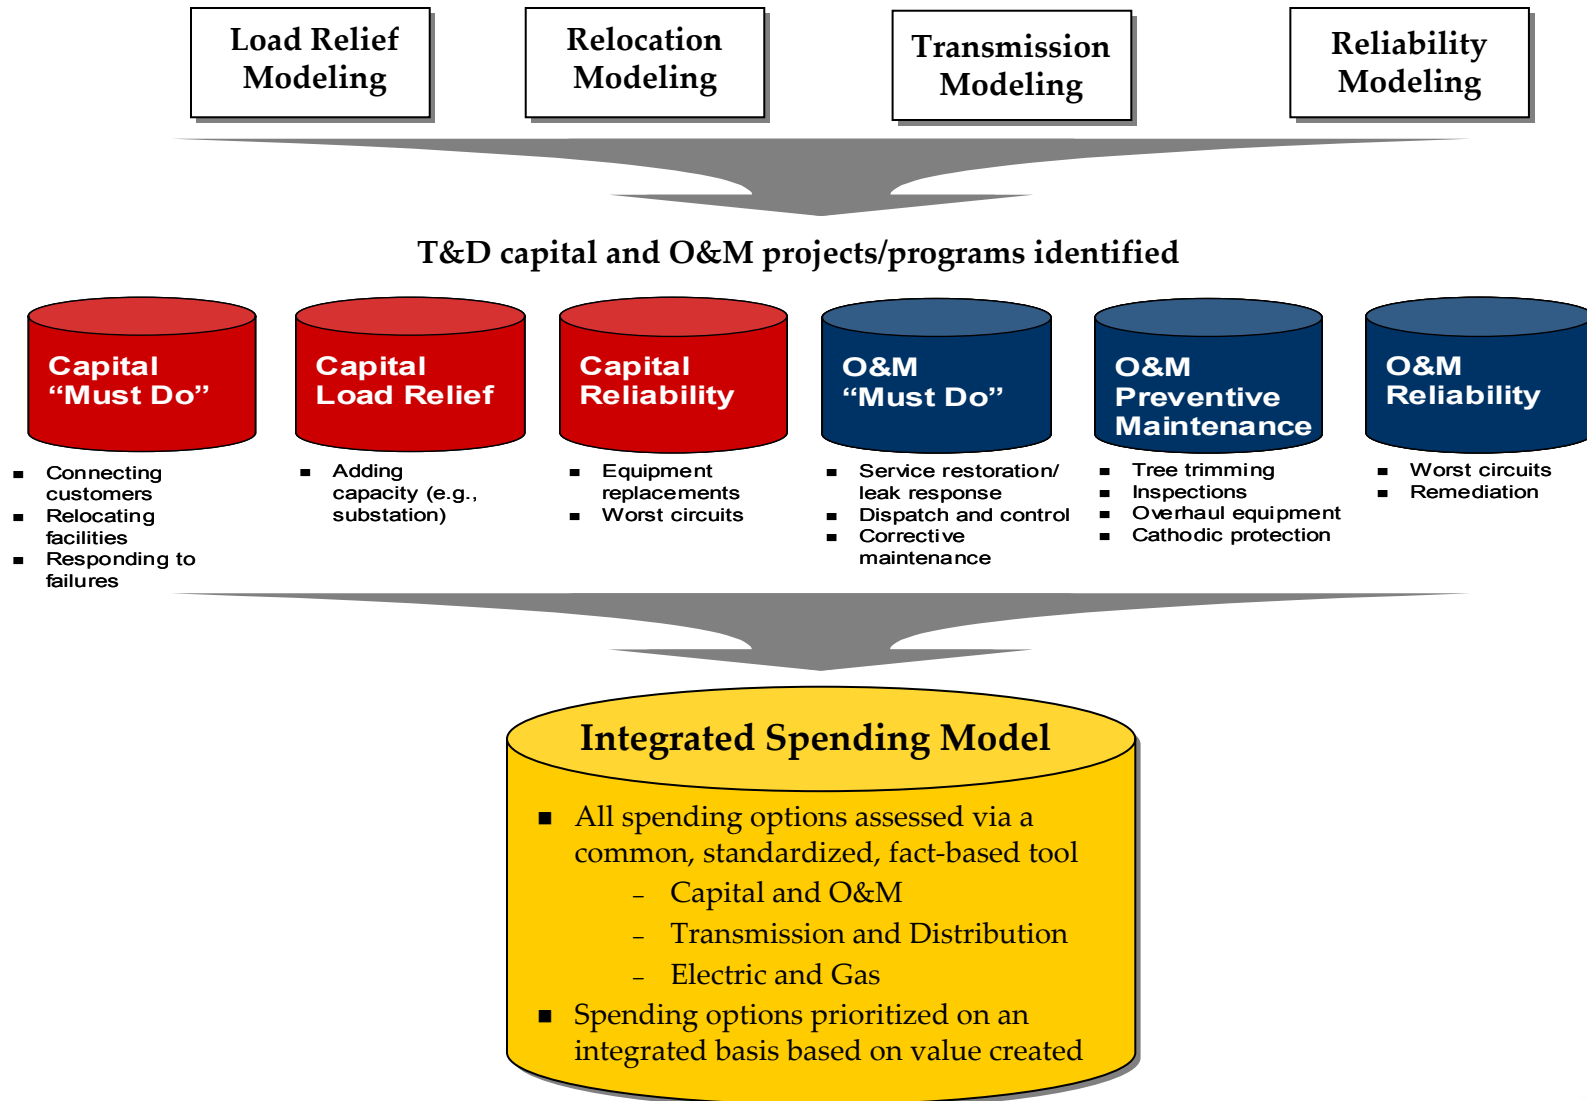 Load Relief
Modeling
Relocation
Modeling
Transmission
Modeling
Reliability
Modeling
T&D capital and O&M projects/programs identified
Capital
“Must Do”
Capital
Load Relief
Capital
Reliability
O&M
“Must Do”
O&M
Preventive
Maintenance
O&M
Reliability
■ Connecting
customers
■ Relocating
facilities
■ Responding to
failures
■ Adding
capacity (e.g.,
substation)
■ Equipment
replacements
■ Worst circuits
■ Service restoration/
leak response
■ Dispatch and control
■ Corrective
maintenance
■ Tree trimming
■ Inspections
■ Overhaul equipment
■ Cathodic protection
■ Worst circuits
■ Remediation
Integrated Spending Model
■ All spending options assessed via a
common, standardized, fact-based tool
– Capital and O&M
– Transmission and Distribution
– Electric and Gas
■ Spending options prioritized on an
integrated basis based on value created